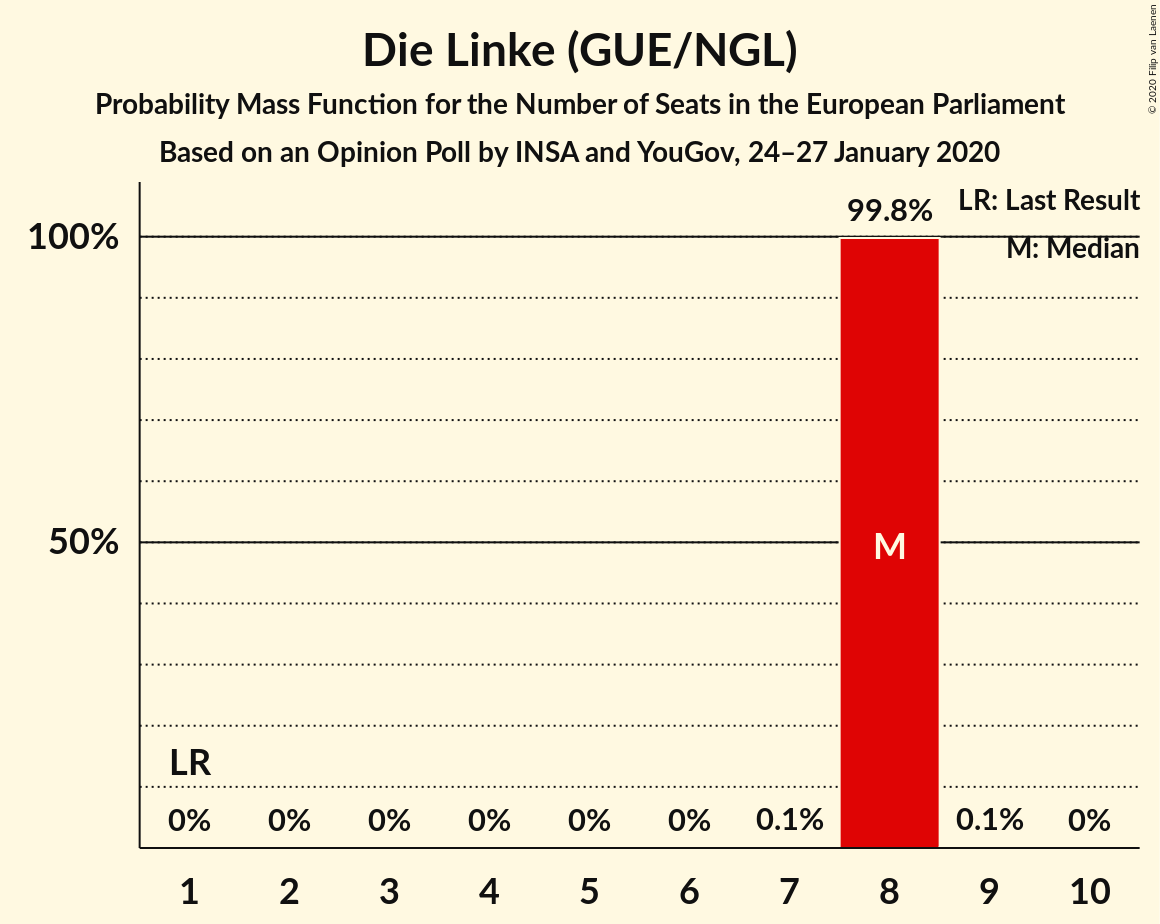 Die Linke (GUE/NGL)
Probability Mass Function for the Number of Seats in the European Parliament
Based on an Opinion Poll by INSA and YouGov, 24–27 January 2020
© 2020 Filip van Laenen
LR: Last Result
M: Median
99.8%
100%
50%
M
LR
0% 0% 0% 0% 0% 0% 0.1% 0.1% 0%
1 2 3 4 5 6 7 8 9 10